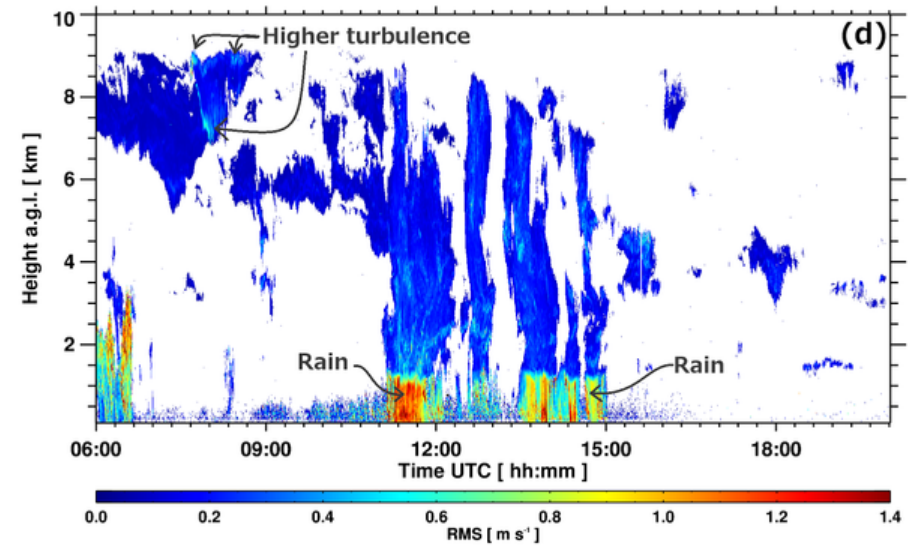 10
(d)
Higher turbulence
8
6
Height a.g.l. [ km ]
4
2
Rain
Rain
06:00 09:00 12:00 15:00 18:00
Time UTC [ hh:mm ]
0.0 0.2 0.4 0.6 0.8 1.0 1.2 1.4
RMS [ m s⁻¹ ]